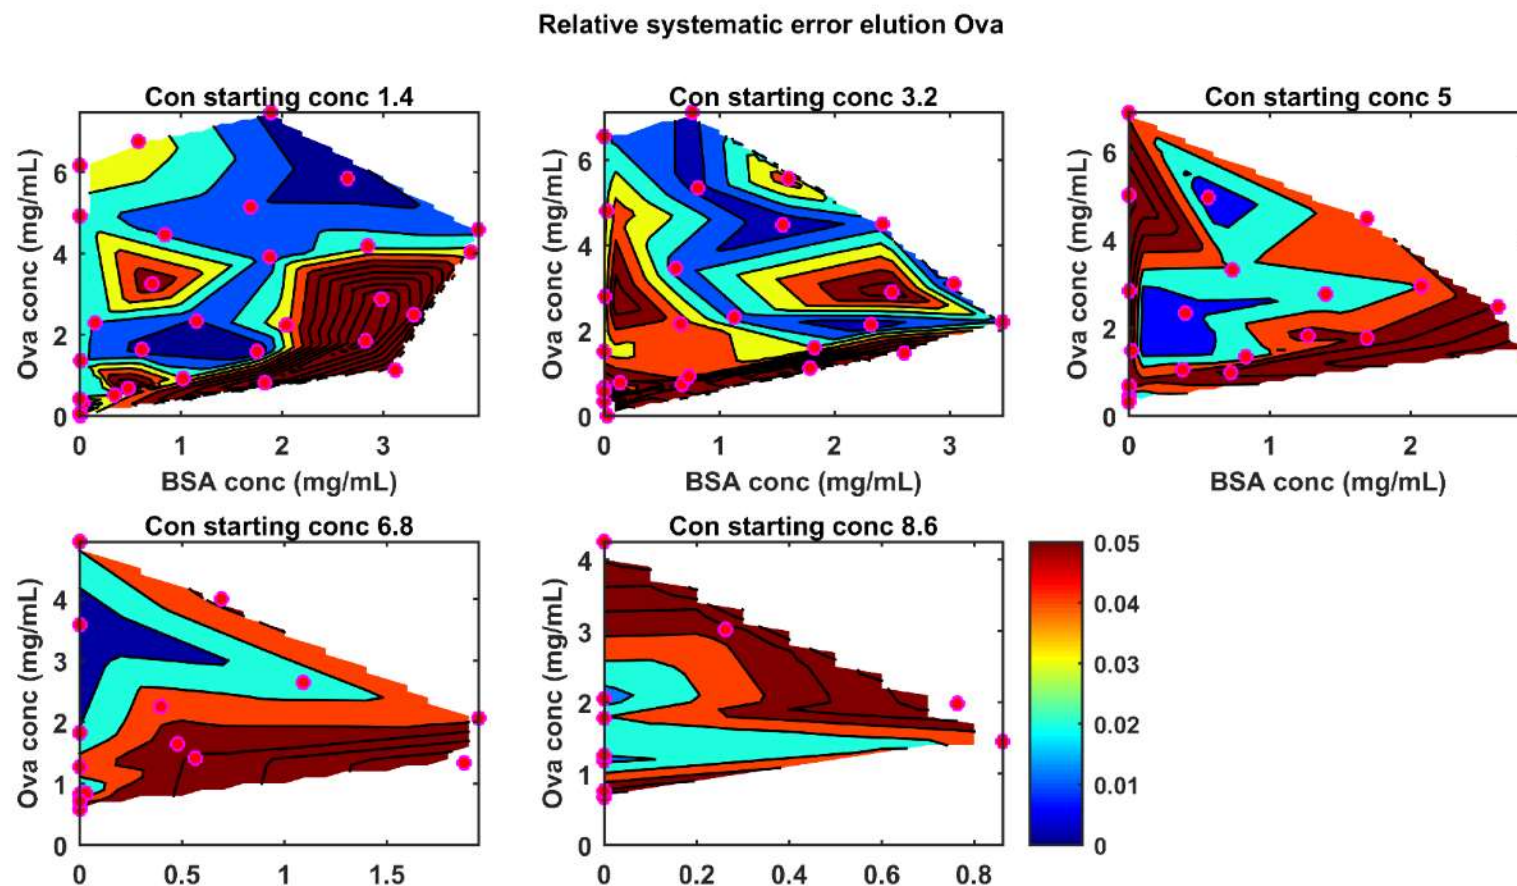 Relative systematic error elution Ova
Con starting conc 1.4
Ova conc (mg/mL)
6
4
2
0
0 1 2 3
BSA conc (mg/mL)
Con starting conc 3.2
Ova conc (mg/mL)
6
4
2
0
0 1 2 3
BSA conc (mg/mL)
Con starting conc 5
Ova conc (mg/mL)
6
4
2
0
0 1 2
BSA conc (mg/mL)
Con starting conc 6.8
Ova conc (mg/mL)
4
3
2
1
0
0 0.5 1 1.5
Con starting conc 8.6
Ova conc (mg/mL)
4
3
2
1
0
0 0.2 0.4 0.6 0.8
0.05
0.04
0.03
0.02
0.01
0